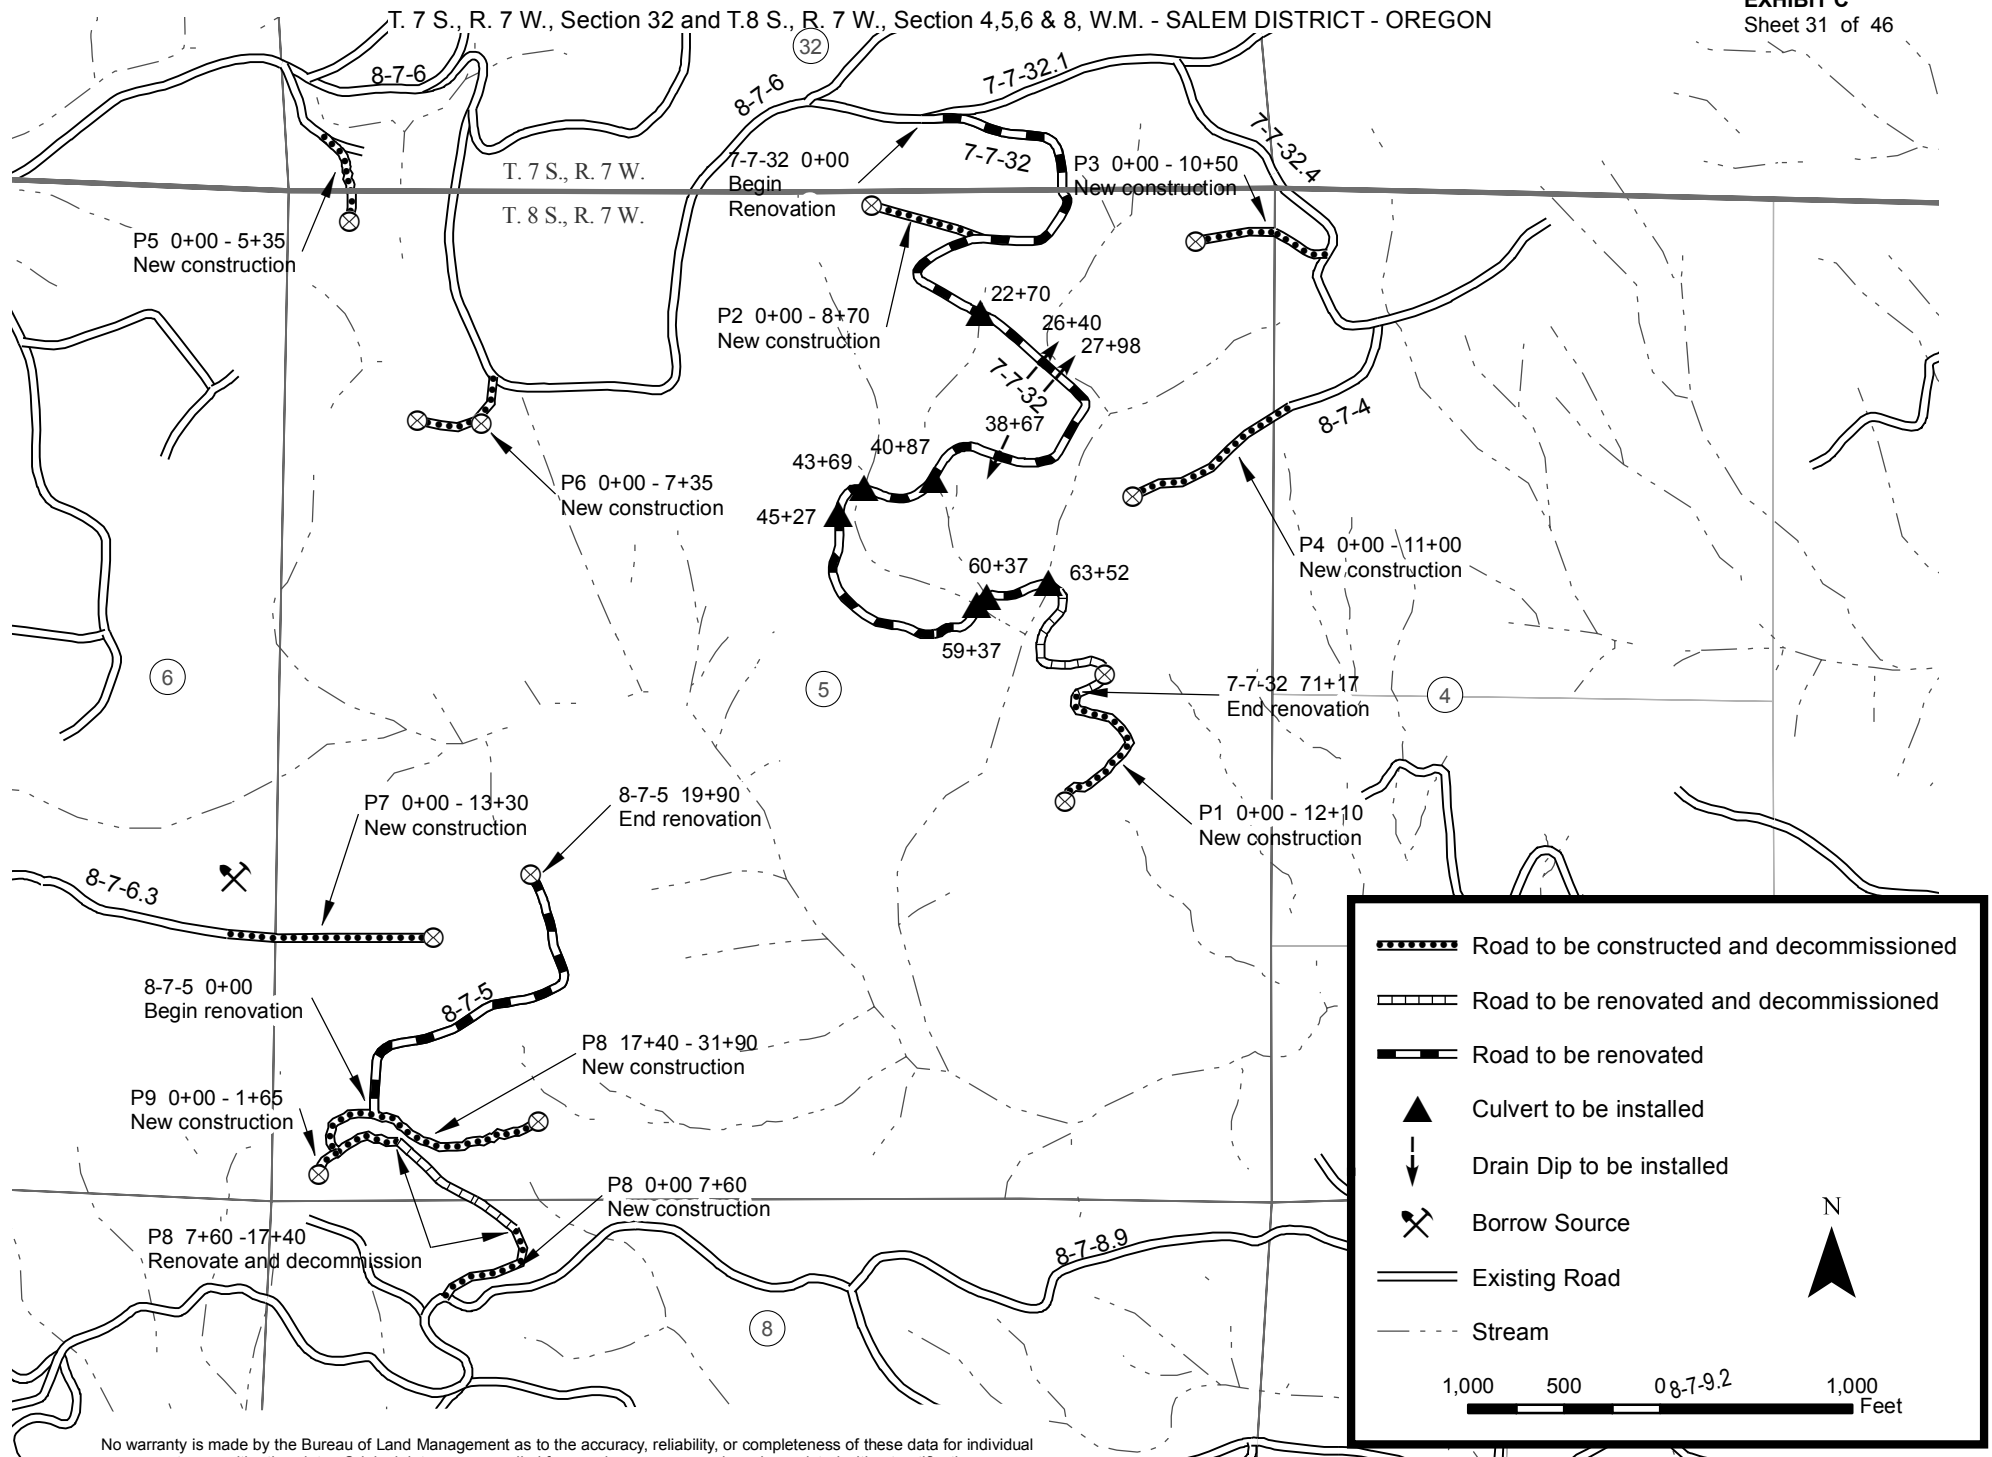 T. 7 S., R. 7 W., Section 32 and T.8 S., R. 7 W., Section 4,5,6 & 8, W.M. - SALEM DISTRICT - OREGON
EXHIBIT C
Sheet 31 of 46
32
8-7-6
8-7-6
7-7-32.1
7-7-32.4
7-7-32
T. 7 S., R. 7 W.
T. 8 S., R. 7 W.
7-7-32 0+00
Begin
Renovation
P3 0+00 - 10+50
New construction
P5 0+00 - 5+35
New construction
P2 0+00 - 8+70
New construction
22+70
26+40
27+98
7-7-32
38+67
40+87
43+69
45+27
8-7-4
P6 0+00 - 7+35
New construction
P4 0+00 - 11+00
New construction
60+37
63+52
59+37
6
5
4
7-7-32 71+17
End renovation
P7 0+00 - 13+30
New construction
8-7-5 19+90
End renovation
P1 0+00 - 12+10
New construction
8-7-6.3
8-7-5 0+00
Begin renovation
8-7-5
P8 17+40 - 31+90
New construction
P9 0+00 - 1+65
New construction
P8 0+00 7+60
New construction
P8 7+60 -17+40
Renovate and decommission
8-7-8.9
8
Road to be constructed and decommissioned
Road to be renovated and decommissioned
Road to be renovated
Culvert to be installed
Drain Dip to be installed
Borrow Source
Existing Road
Stream
N
1,000 500 0 8-7-9.2 1,000
Feet
No warranty is made by the Bureau of Land Management as to the accuracy, reliability, or completeness of these data for individual